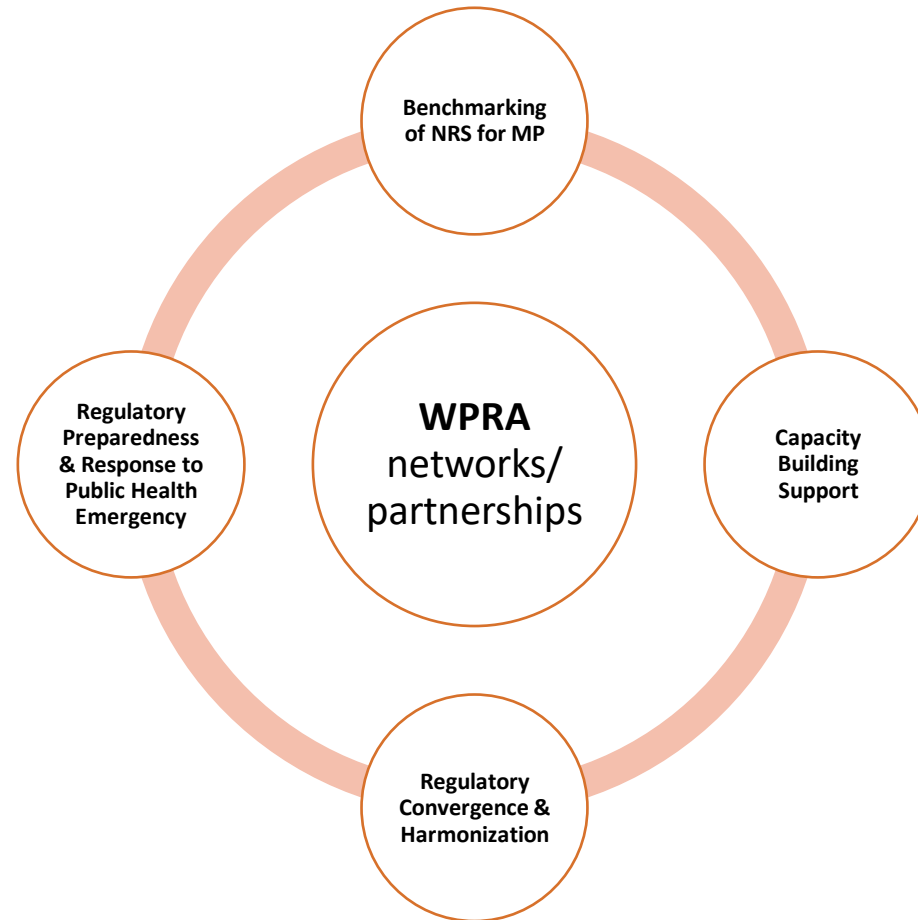 Benchmarking
of NRS for MP
Regulatory
Preparedness
& Response to
Public Health
Emergency
WPRA
networks/
partnerships
Capacity
Building
Support
Regulatory
Convergence &
Harmonization